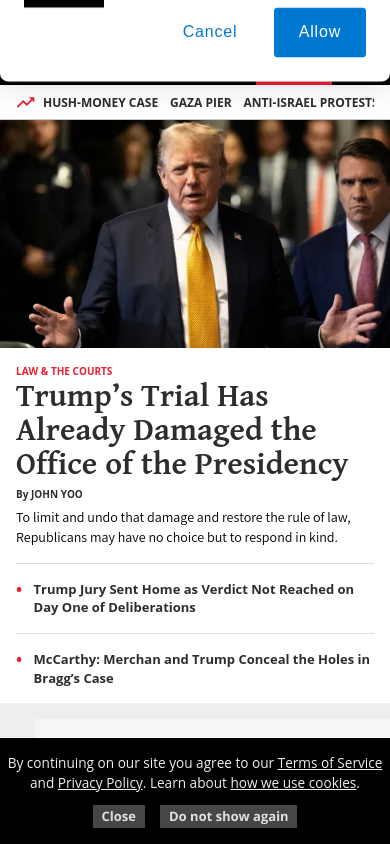 Cancel
Allow
HUSH-MONEY CASE GAZA PIER ANTI-ISRAEL PROTESTS
LAW & THE COURTS
Trump’s Trial Has
Already Damaged the
Office of the Presidency
By JOHN YOO
To limit and undo that damage and restore the rule of law,
Republicans may have no choice but to respond in kind.
• Trump Jury Sent Home as Verdict Not Reached on
Day One of Deliberations
• McCarthy: Merchan and Trump Conceal the Holes in
Bragg’s Case
By continuing on our site you agree to our Terms of Service
and Privacy Policy. Learn about how we use cookies.
Close
Do not show again